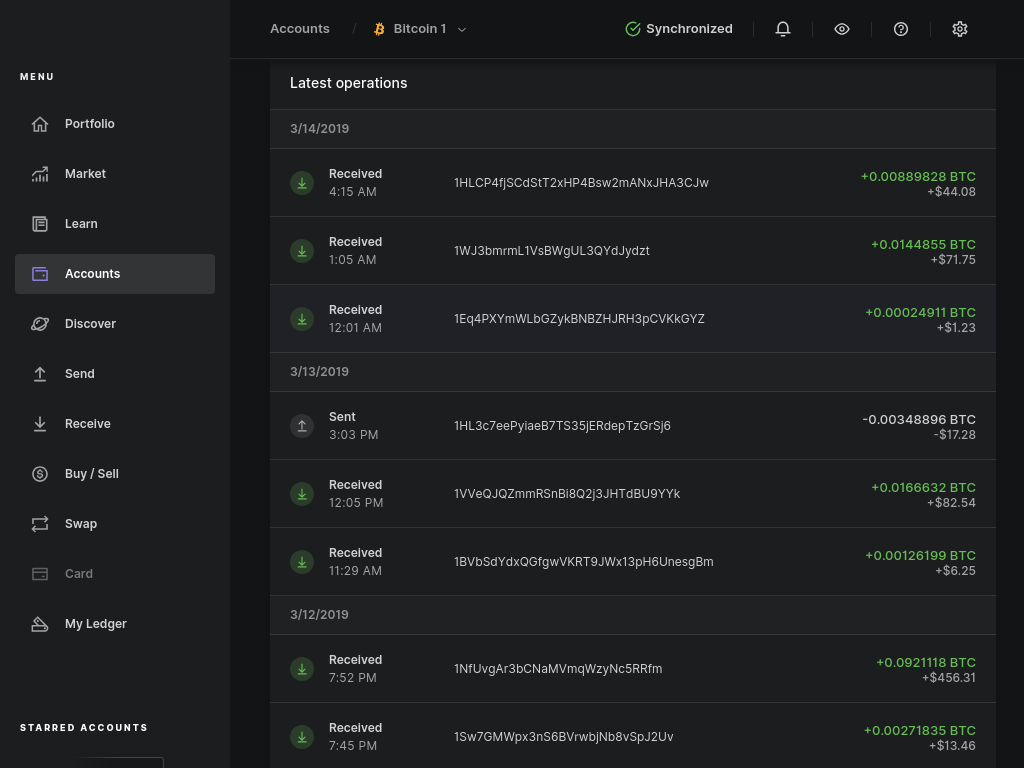 Accounts / Bitcoin 1
Synchronized
MENU
Portfolio
Market
Learn
Accounts
Discover
Send
Receive
Buy / Sell
Swap
Card
My Ledger
STARRED ACCOUNTS
Latest operations
3/14/2019
Received
4:15 AM
1HLCP4fjSCdStT2xHP4Bsw2mANxJHA3CJw
+0.00889828 BTC
+$44.08
Received
1:05 AM
1WJ3bmrmL1VsBWgUL3QYdJydzt
+0.0144855 BTC
+$71.75
Received
12:01 AM
1Eq4PXYmWLbGZykBNBZHJRH3pCVKkGYZ
+0.00024911 BTC
+$1.23
3/13/2019
Sent
3:03 PM
1HL3c7eePyiaeB7TS35jERdepTzGrSj6
-0.00348896 BTC
-$17.28
Received
12:05 PM
1VVeQJQZmmRSnBi8Q2j3JHTdBU9YYk
+0.0166632 BTC
+$82.54
Received
11:29 AM
1BVbSdYdxQGfgwVKRT9JWx13pH6UnesgBm
+0.00126199 BTC
+$6.25
3/12/2019
Received
7:52 PM
1NfUvgAr3bCNaMVmqWzyNc5RRfm
+0.0921118 BTC
+$456.31
Received
7:45 PM
1Sw7GMWpx3nS6BVrwbjNb8vSpJ2Uv
+0.00271835 BTC
+$13.46